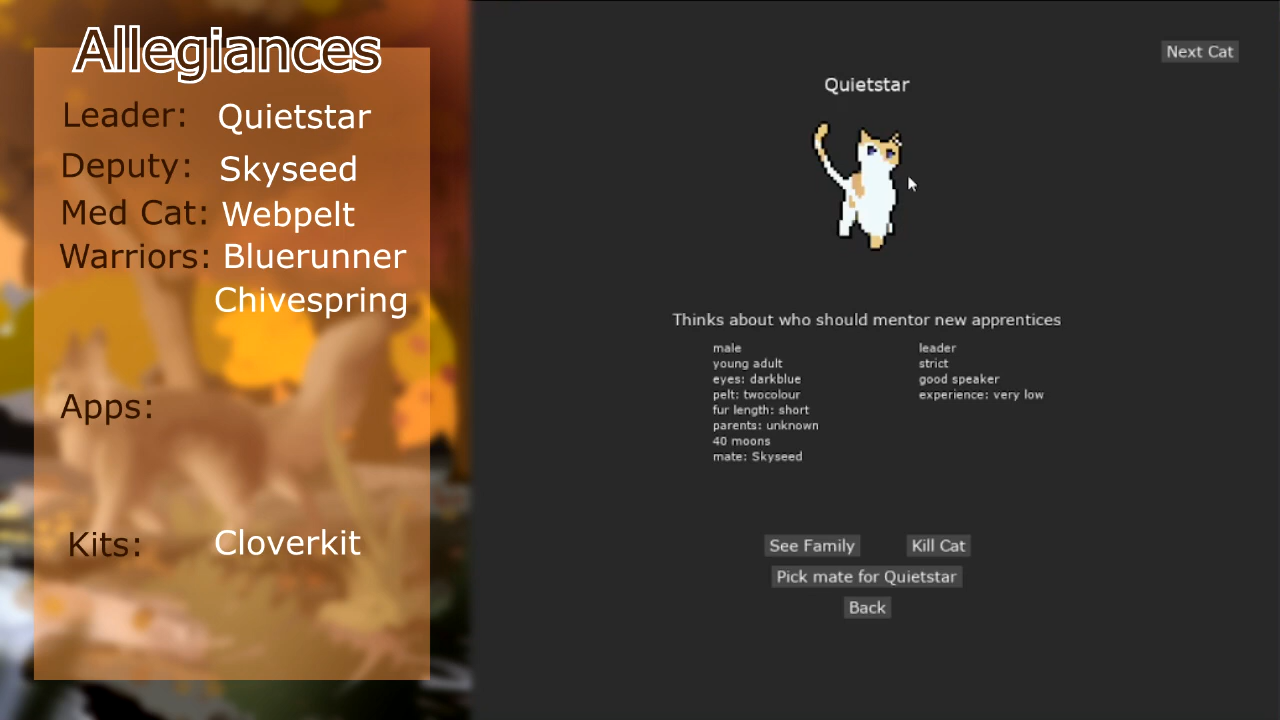 Allegiances
Leader: Quietstar
Deputy: Skyseed
Med Cat: Webpelt
Warriors: Bluerunner
Chivespring
Apps:
Kits: Cloverkit
Next Cat
Quietstar
Thinks about who should mentor new apprentices
male
young adult
eyes: darkblue
pelt: twocolour
fur length: short
parents: unknown
40 moons
mate: Skyseed
leader
strict
good speaker
experience: very low
See Family
Kill Cat
Pick mate for Quietstar
Back